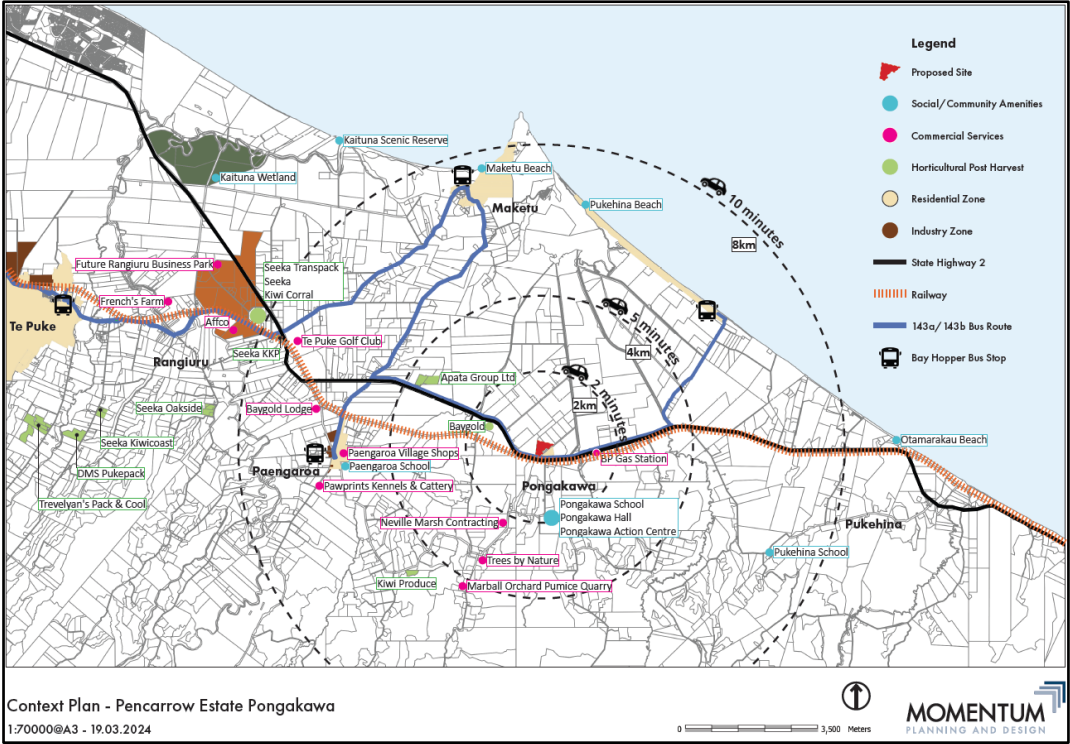 Legend
Proposed Site
Social/Community Amenities
Commercial Services
Horticultural Post Harvest
Residential Zone
Industry Zone
State Highway 2
Railway
143a/ 143b Bus Route
Bay Hopper Bus Stop
Kaituna Scenic Reserve
Maketu Beach
Kaituna Wetland
Maketu
Pukehina Beach
10 minutes
8km
Future Rangiuru Business Park
Seeka Transpack
Seeka
Kiwi Corral
French's Farm
Te Puke
Affco
Te Puke Golf Club
5 minutes
4km
Rangiuru
Seeka KKP
Apata Group Ltd
2 minutes
2km
Seeka Oakside
Baygold Lodge
Baygold
Seeka Kiwicoast
Otamarakau Beach
Paengaroa Village Shops
BP Gas Station
Paengaroa
Paengaroa School
DMS Pukepack
Pongakawa
Pawprints Kennels & Cattery
Trevelyan's Pack & Cool
Pongakawa School
Pongakawa Hall
Pongakawa Action Centre
Neville Marsh Contracting
Pukehina
Pukehina School
Trees by Nature
Kiwi Produce
Marball Orchard Pumice Quarry
Context Plan - Pencarrow Estate Pongakawa
1:70000@A3 - 19.03.2024
0 3,500 Meters
MOMENTUM
PLANNING AND DESIGN